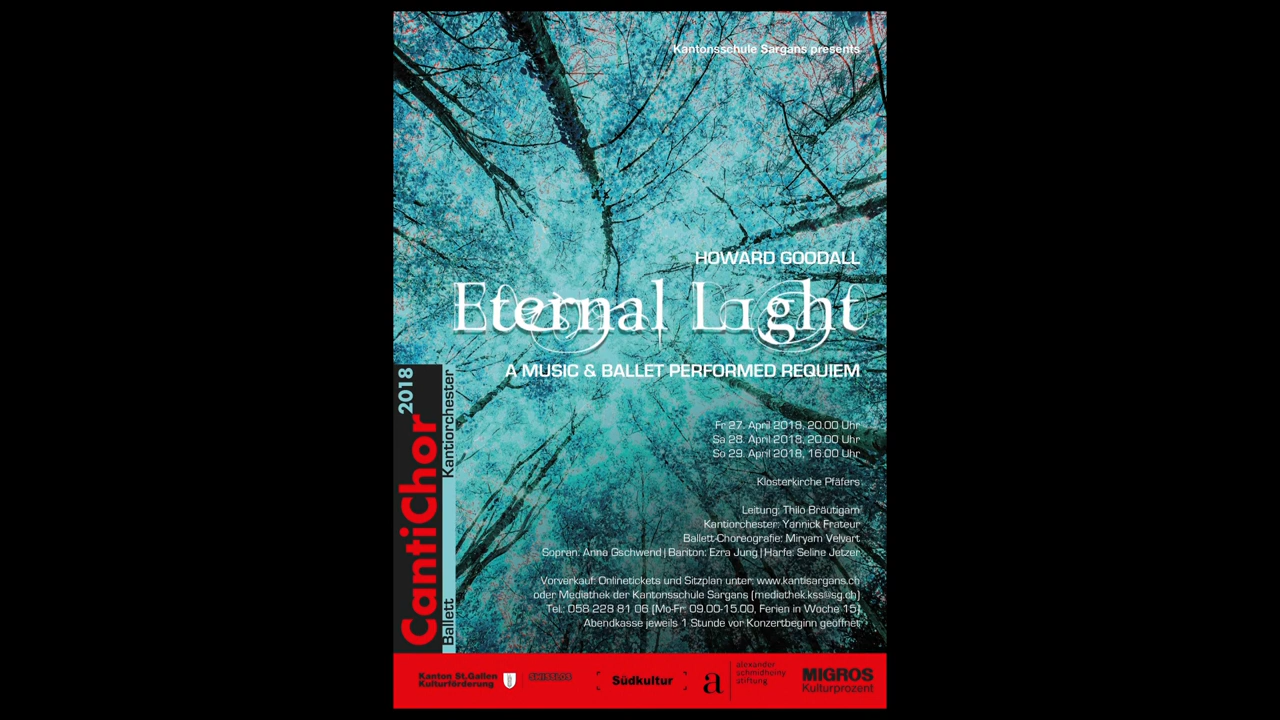 Kantonsschule Sargans presents
HOWARD GOODALL
Eternal Light
A MUSIC & BALLET PERFORMED REQUIEM
Fr 27. April 2018, 20.00 Uhr
Sa 28. April 2018, 20.00 Uhr
So 29. April 2018, 16.00 Uhr
Klosterkirche Pfäfers
Leitung: Thilo Bräutigam
Kantiorchester: Yannick Frateur
Ballett-Choreografie: Miryam Velvart
Sopran: Anna Gschwend | Bariton: Ezra Jung | Harfe: Seline Jetzer
Vorverkauf: Onlinetickets und Sitzplan unter: www.kantisargans.ch
oder Mediathek der Kantonsschule Sargans (mediathek.kss@sg.ch)
Tel.: 058 228 81 06 (Mo-Fr: 09.00-15.00, Ferien in Woche 15)
Abendkasse jeweils 1 Stunde vor Konzertbeginn geöffnet
CantiChor 2018
Ballett Kantiorchester
Kanton St.Gallen
Kulturförderung
SWISSLOS
Südkultur
a
alexander
schmidheiny
stiftung
MIGROS
Kulturprozent